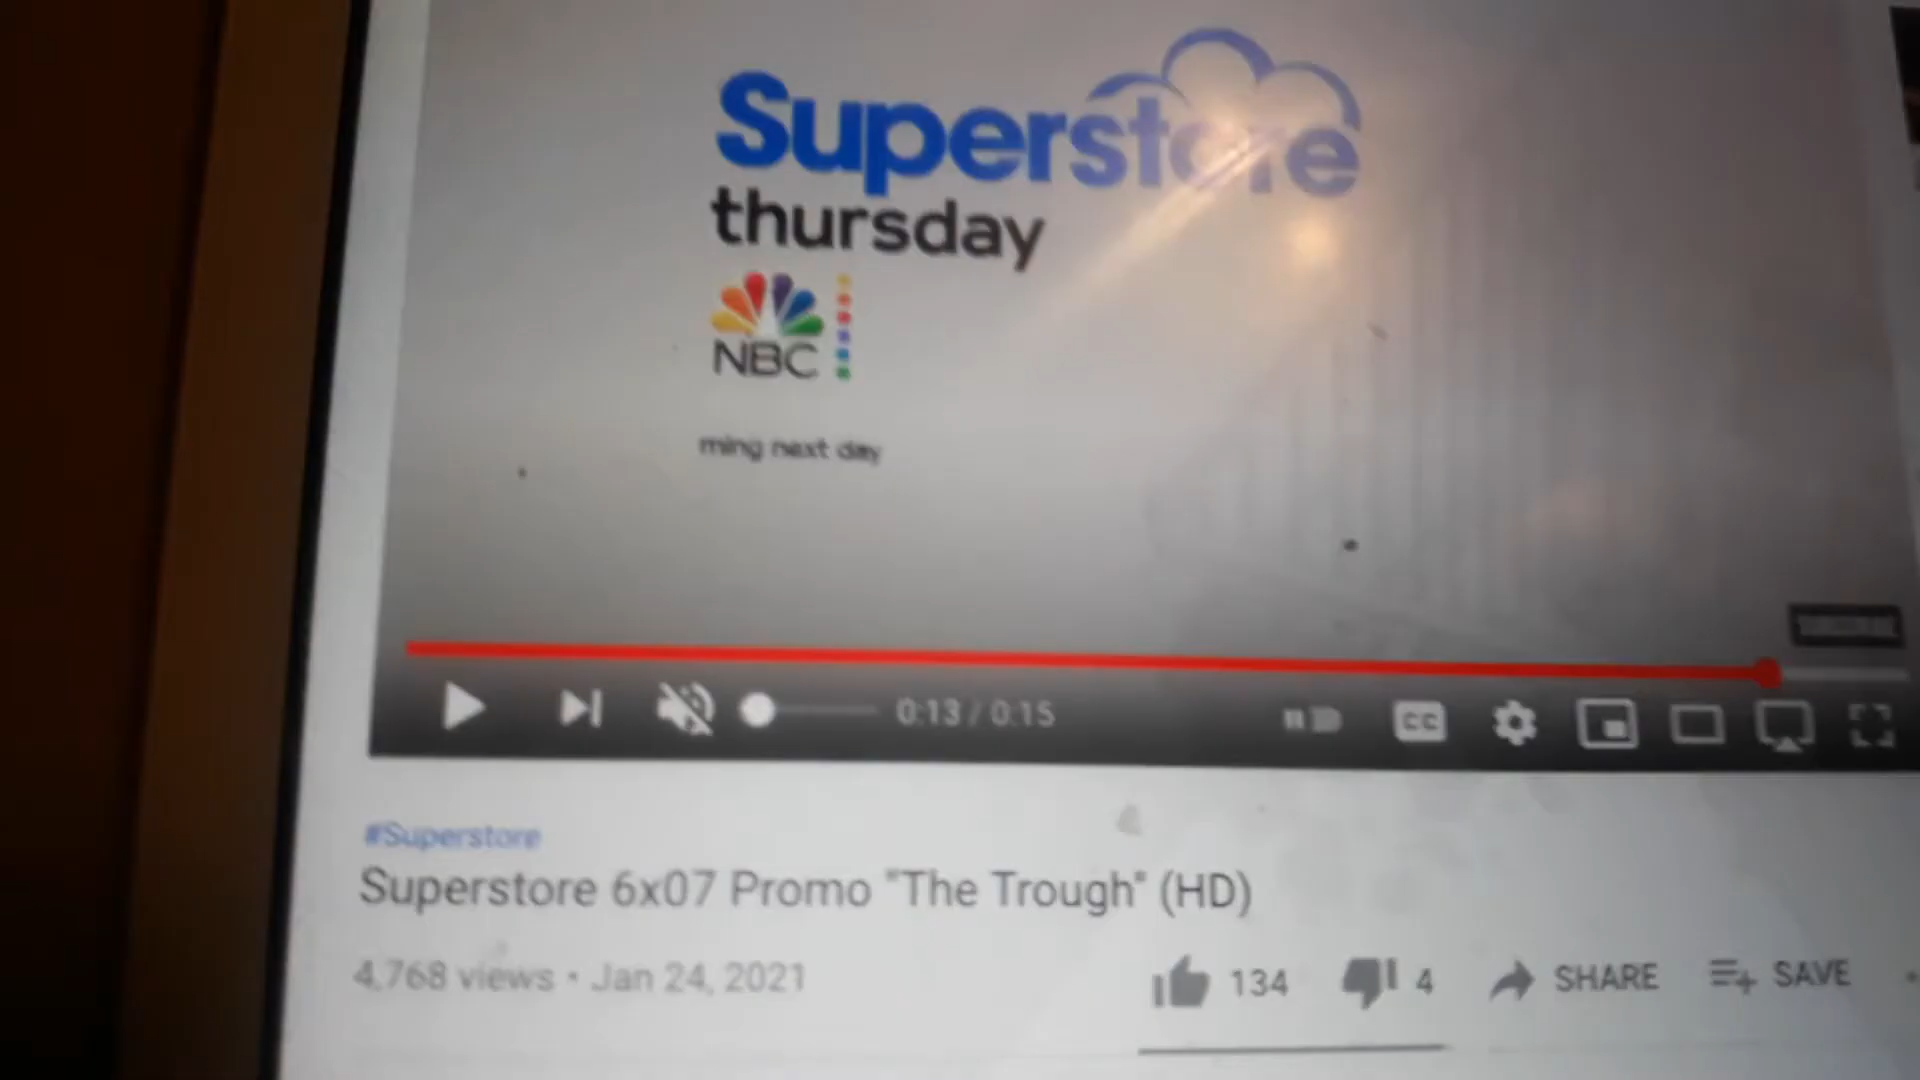 Superstore
thursday
NBC
ming next day
0:13 / 0:15
CC
#Superstore
Superstore 6x07 Promo "The Trough" (HD)
4,768 views • Jan 24, 2021
134
4
SHARE
SAVE